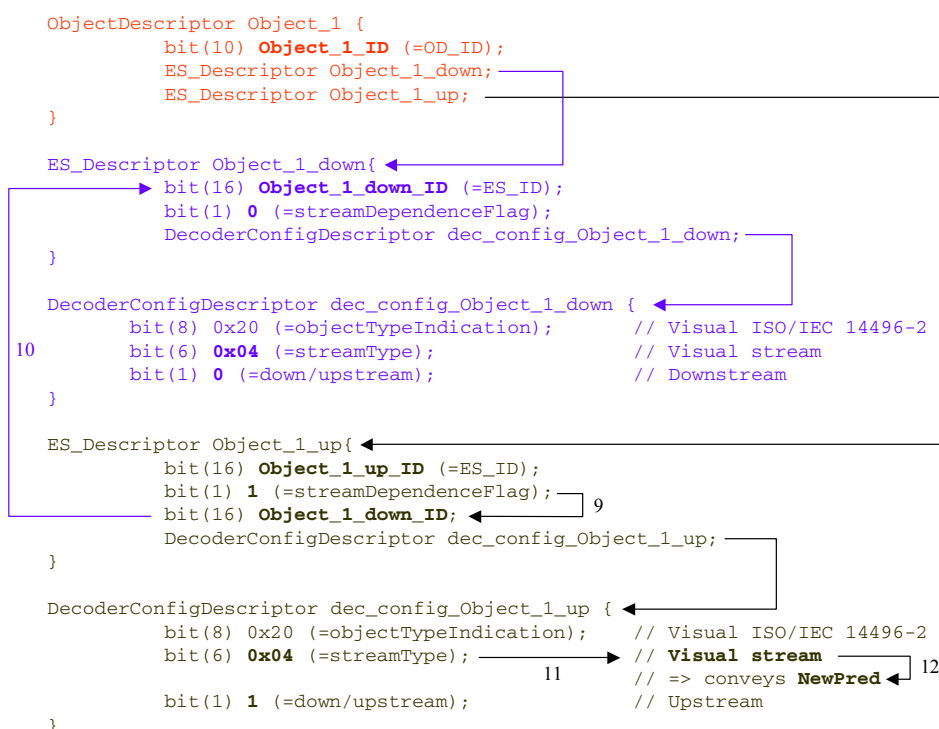 ObjectDescriptor Object_1 {
bit(10) Object_1_ID (=OD_ID);
ES_Descriptor Object_1_down;
ES_Descriptor Object_1_up;
}
ES_Descriptor Object_1_down{
bit(16) Object_1_down_ID (=ES_ID);
bit(1) 0 (=streamDependenceFlag);
DecoderConfigDescriptor dec_config_Object_1_down;
}
DecoderConfigDescriptor dec_config_Object_1_down {
bit(8) 0x20 (=objectTypeIndication); // Visual ISO/IEC 14496-2
10 bit(6) 0x04 (=streamType); // Visual stream
bit(1) 0 (=down/upstream); // Downstream
}
ES_Descriptor Object_1_up{
bit(16) Object_1_up_ID (=ES_ID);
bit(1) 1 (=streamDependenceFlag);
9
bit(16) Object_1_down_ID;
DecoderConfigDescriptor dec_config_Object_1_up;
}
DecoderConfigDescriptor dec_config_Object_1_up {
bit(8) 0x20 (=objectTypeIndication); // Visual ISO/IEC 14496-2
bit(6) 0x04 (=streamType); // Visual stream
11 12
// => conveys NewPred
bit(1) 1 (=down/upstream); // Upstream
}